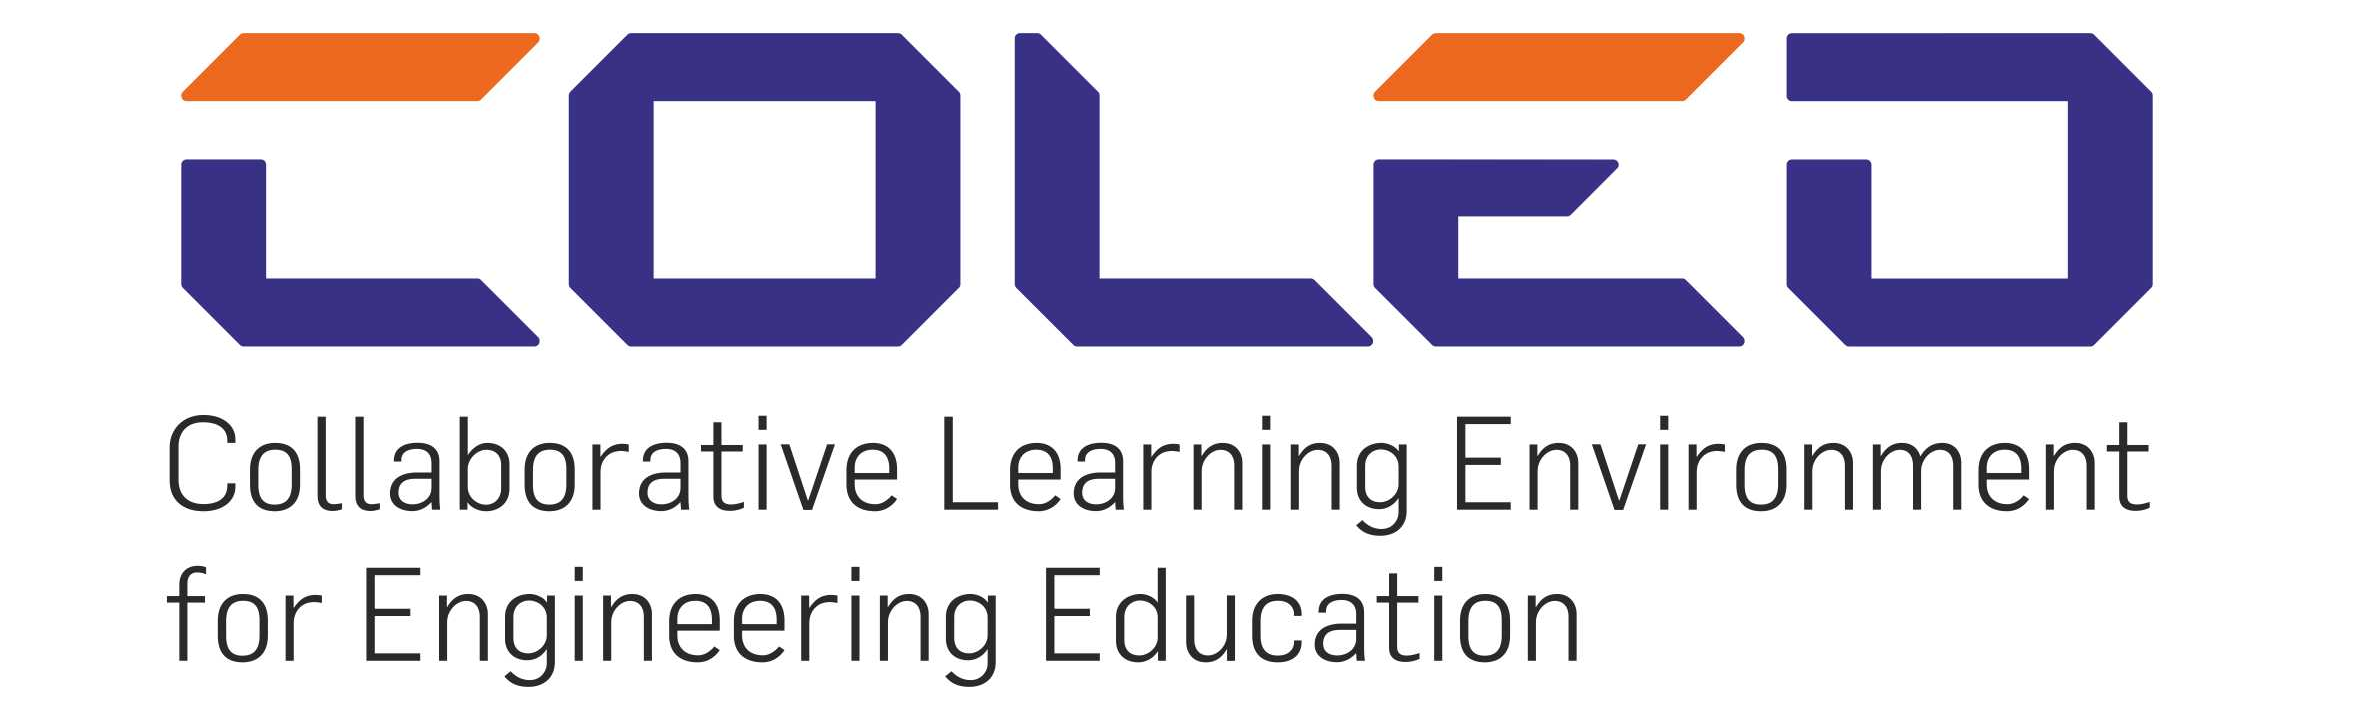 COLED
Collaborative Learning Environment
for Engineering Education